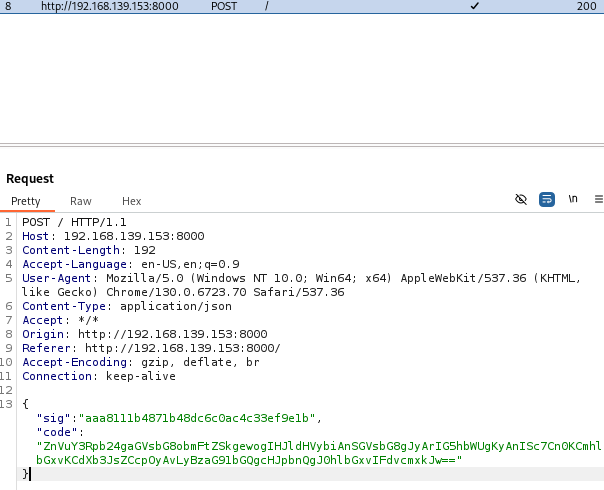 8 http://192.168.139.153:8000 POST / ✓ 200
Request
Pretty Raw Hex \n
1 POST / HTTP/1.1
2 Host: 192.168.139.153:8000
3 Content-Length: 192
4 Accept-Language: en-US,en;q=0.9
5 User-Agent: Mozilla/5.0 (Windows NT 10.0; Win64; x64) AppleWebKit/537.36 (KHTML,
like Gecko) Chrome/130.0.6723.70 Safari/537.36
6 Content-Type: application/json
7 Accept: */*
8 Origin: http://192.168.139.153:8000
9 Referer: http://192.168.139.153:8000/
10 Accept-Encoding: gzip, deflate, br
11 Connection: keep-alive
12
13 {
"sig":"aaa8111b4871b48dc6c0ac4c33ef9e1b",
"code":
"ZnVuY3Rpb24gaGVsbG8obmFtZSkgewogIHJldHVybiAnSGVsbG8gJyArIG5hbWUgKyAnISc7Cn0KCmhl
bGxvKCdXb3JsZCcpOyAvLyBzaG91bGQgcHJpbnQgJ0hlbGxvIFdvcmxkJw=="
}